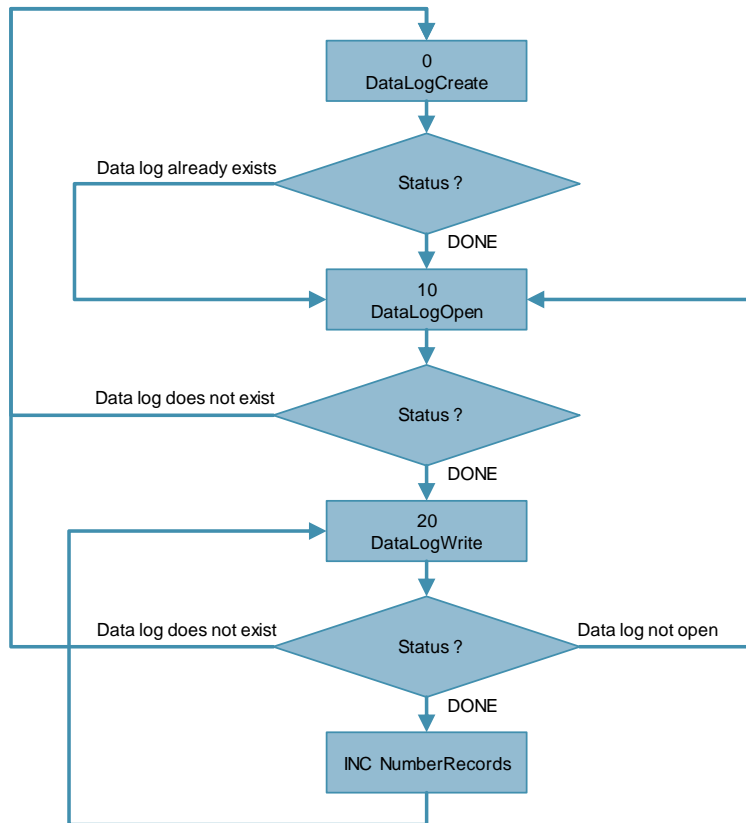 0
DataLogCreate
Data log already exists
Status ?
DONE
10
DataLogOpen
Data log does not exist
Status ?
DONE
20
DataLogWrite
Data log does not exist
Status ?
Data log not open
DONE
INC NumberRecords